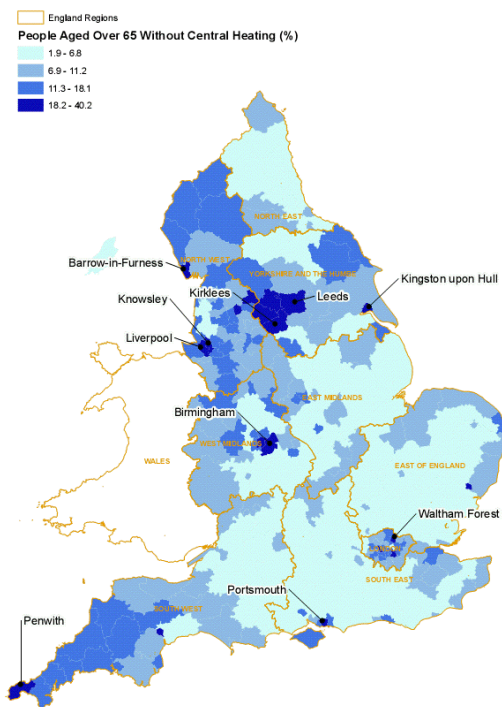 England Regions
People Aged Over 65 Without Central Heating (%)
1.9 - 6.8
6.9 - 11.2
11.3 - 18.1
18.2 - 40.2
NORTH EAST
Barrow-in-Furness
NORTH WEST
YORKSHIRE AND THE HUMBER
Kingston upon Hull
Kirklees
Leeds
Knowsley
Liverpool
EAST MIDLANDS
Birmingham
WEST MIDLANDS
WALES
EAST OF ENGLAND
Waltham Forest
LONDON
SOUTH EAST
Portsmouth
SOUTH WEST
Penwith